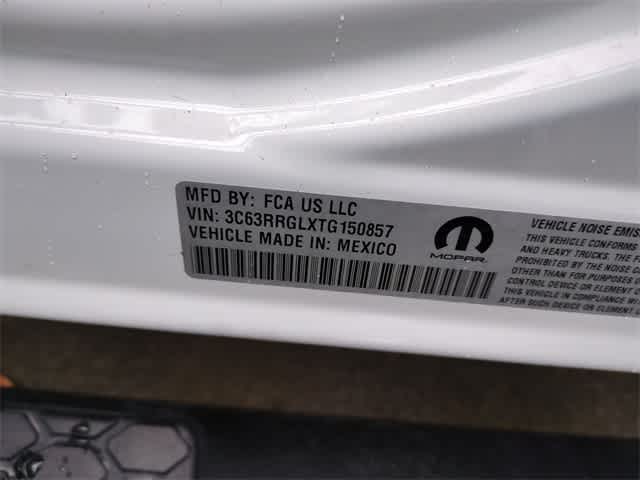 MFD BY: FCA US LLC
VIN: 3C63RRGLXTG150857
VEHICLE MADE IN: MEXICO
MOPAR
VEHICLE NOISE EMIS
THIS VEHICLE CONFORMS
AND HEAVY TRUCKS. THE F
PROHIBITED BY THE NOISE
OTHER THAN FOR PURPOSES
CONTROL DEVICE OR ELEMENT
THIS VEHICLE IN COMPLIANCE WI
AFTER SUCH DEVICE OR ELEMENT O